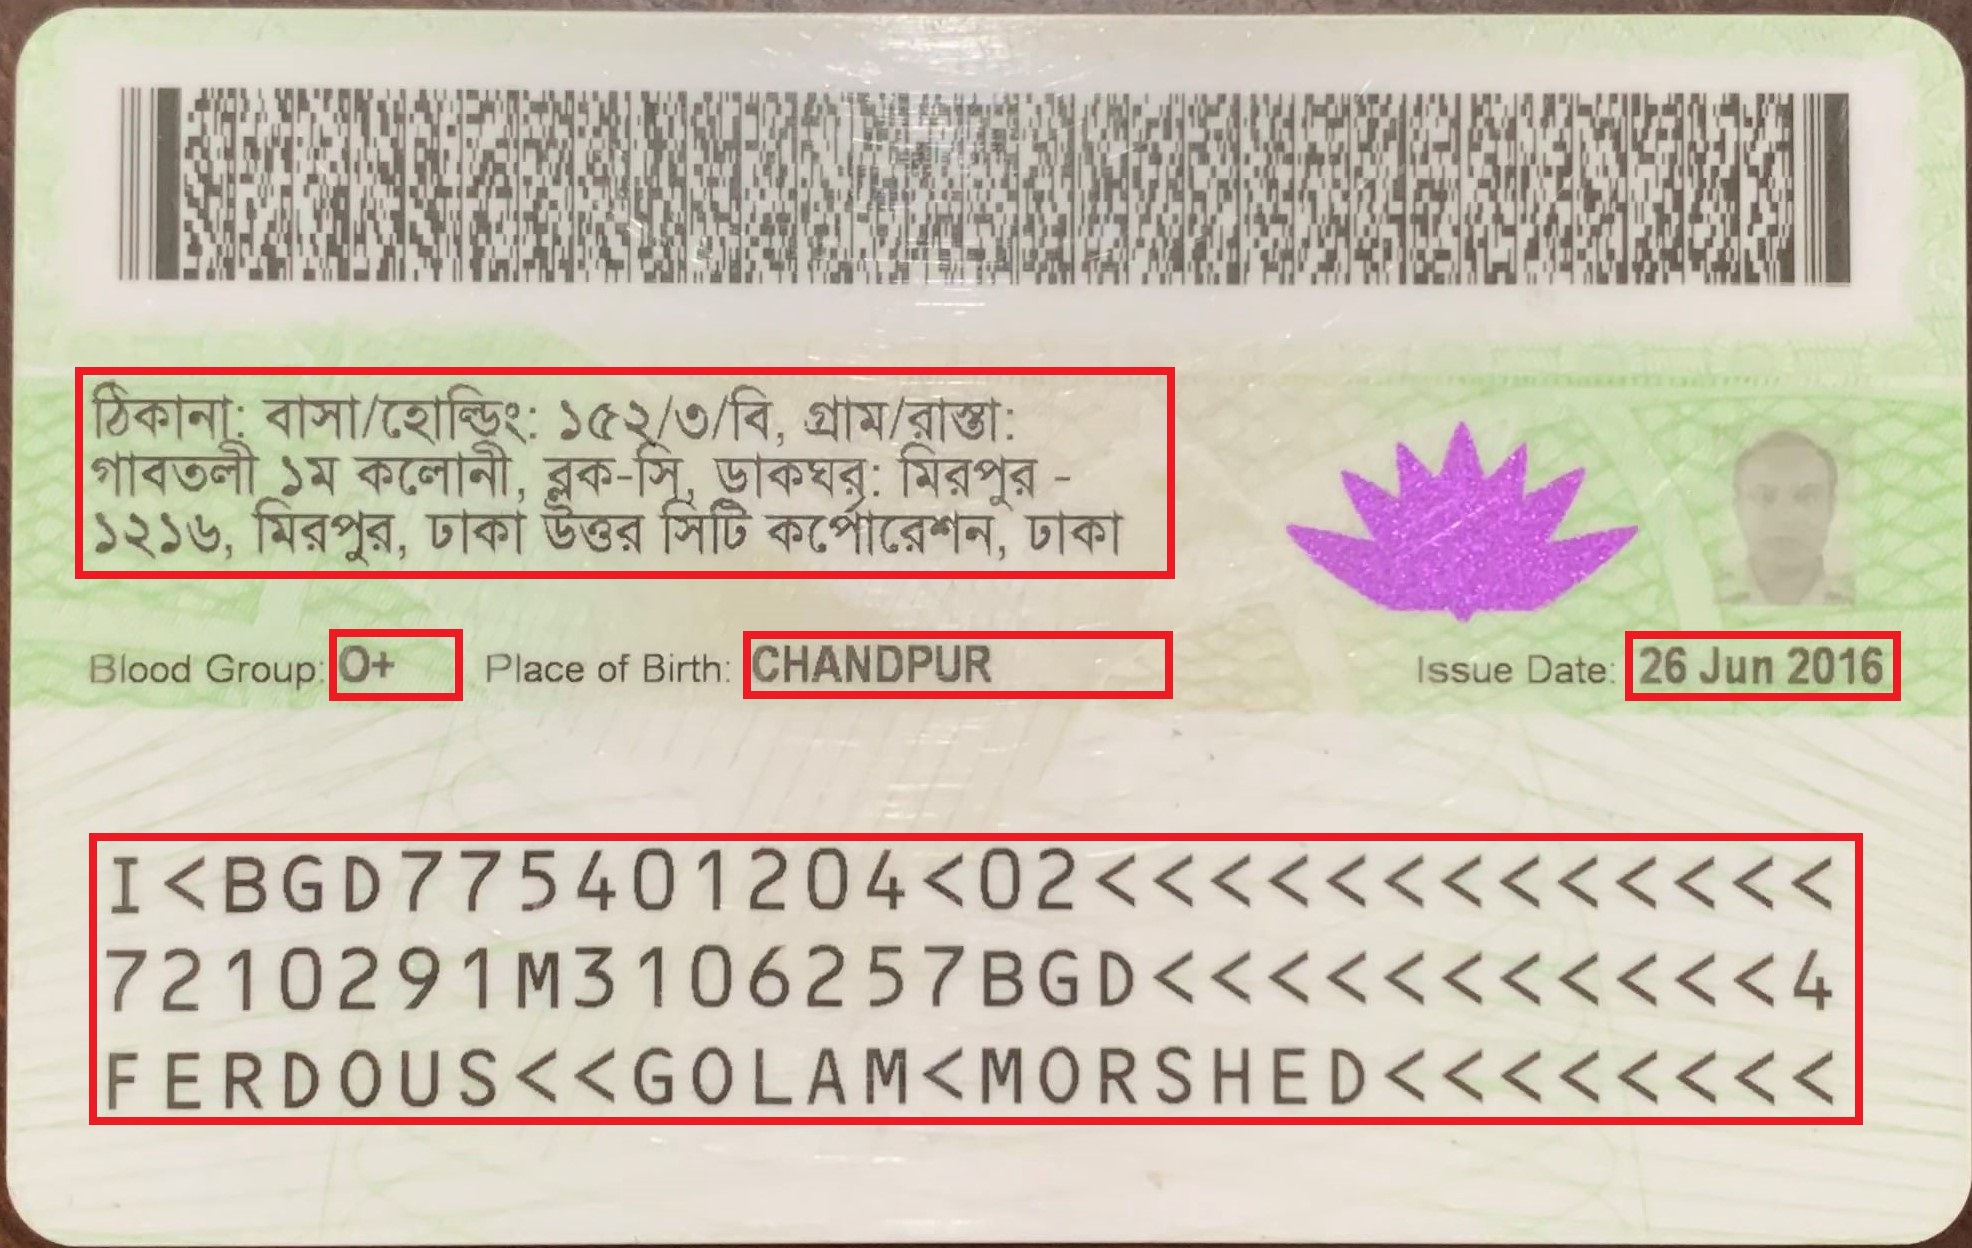 ঠিকানা: বাসা/হোল্ডিং: ১৫২/৩/বি, গ্রাম/রাস্তা:
গাবতলী ১ম কলোনী, ব্লক-সি, ডাকঘর: মিরপুর -
১২১৬, মিরপুর, ঢাকা উত্তর সিটি কর্পোরেশন, ঢাকা
Blood Group: O+ Place of Birth: CHANDPUR Issue Date: 26 Jun 2016
I<BGD775401204<02<<<<<<<<<<<<<
7210291M3106257BGD<<<<<<<<<<<4
FERDOUS<<GOLAM<MORSHED<<<<<<<<